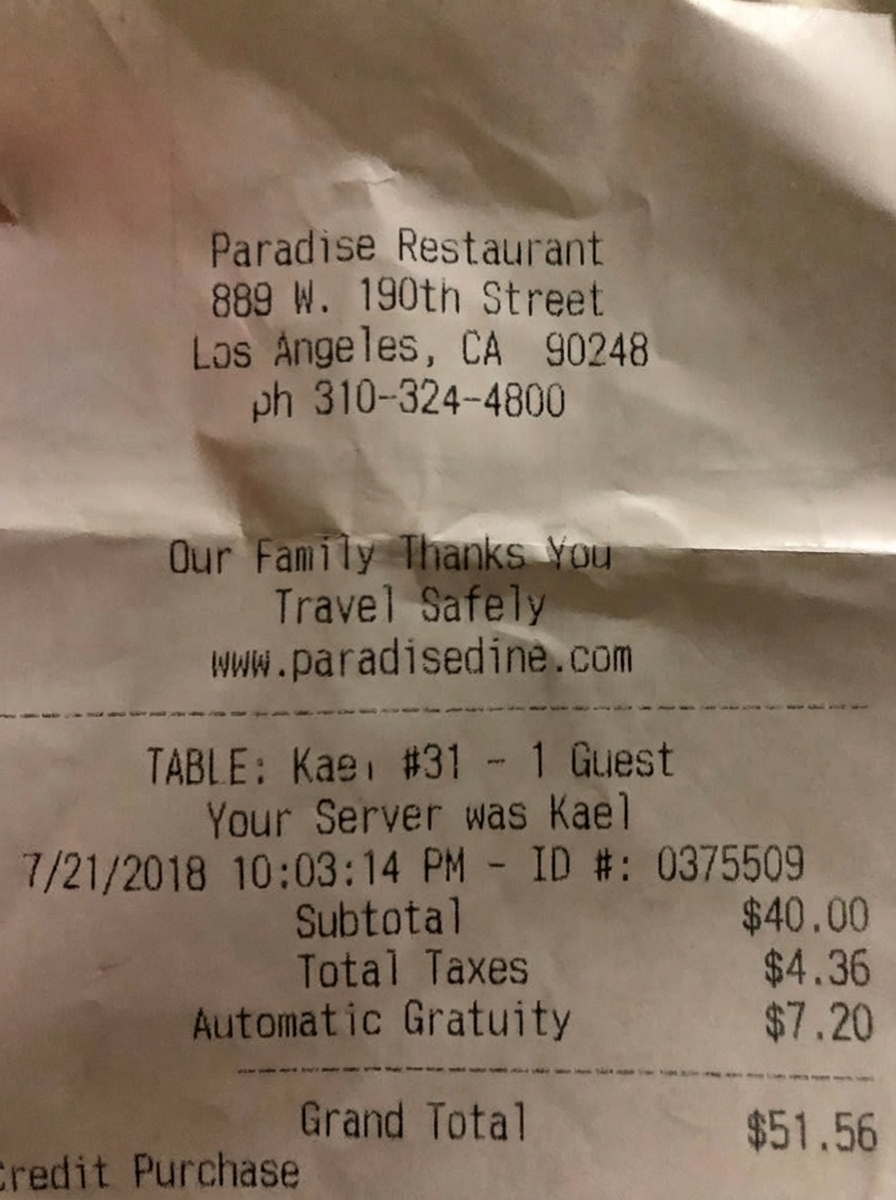 Paradise Restaurant
889 W. 190th Street
Los Angeles, CA 90248
ph 310-324-4800
Our Family Thanks You
Travel Safely
www.paradisedine.com
TABLE: Kael #31 - 1 Guest
Your Server was Kael
7/21/2018 10:03:14 PM - ID #: 0375509
Subtotal $40.00
Total Taxes $4.36
Automatic Gratuity $7.20
Grand Total $51.56
Credit Purchase